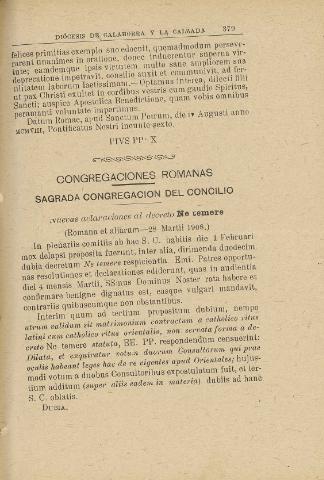 DIÓCESIS DE CALAHORRA Y LA CALZADA 379
felices primitias exemplo suo edocuit, quemadmodum perseve-
rarent unanimes in oratione, donec induerentur superna vir-
tute; eamdemque ipsis virtutem multo sane ampliorem sua
deprecatione impetravit, consilio auxit et communivit, ad fer-
tilitatem laborum laetissimam.—Optamus interea, dilecti filii
ut pax Christi exultet in cordibus vestris cum gaudio Spiritus,
Sancti; auspice Apostolica Benedictione, quam vobis omnibus
peramanti voluntate impertimus.
Datum Romae, apud Sanctum Petrum, die IV Augusti anno
MCMVIII, Pontificatus Nostri incunte sexto.
PIVS PP. X
CONGREGACIONES ROMANAS
SAGRADA CONGREGACION DEL CONCILIO
Nuevas aclaraciones al decreto Ne temere
(Romana et aliarum—28 Martii 1908.)
In plenariis comitiis ab hac S. C. habitis die 1 Februari
mox delapsi proposita fuerunt, inter alia, dirimenda duodecim
dubia decretum Ne temere respicientia Emi. Patres opportu-
nas resolutiones et declarationes ediderunt, quas in audientia
diei 4 mensis Martii, SSmus Dominus Noster rata habere et
confirmare benigne dignatus est, easque vulgari mandavit,
contrariis quibuscumque non obstantibus.
Interim quum ad tertium propositum dubium, nempe
utrum validum sit matrimonium contractum a catholico ritus
latini cum catholico ritus orientalis, non servata forma a de-
creto Ne temere statuta, EE. PP. respondendum censuerint:
Dilata, et exquiratur votum duorum Consultorum qui prae
oculis habeant leges hac de re vigentes apud Orientales; hujus-
modi votum a duobus Consultoribus expostulatum fuit, et ter-
tium additum (super aliis eadem in materia) dubiis ad hanc
S. C. oblatis.
DUBIA.